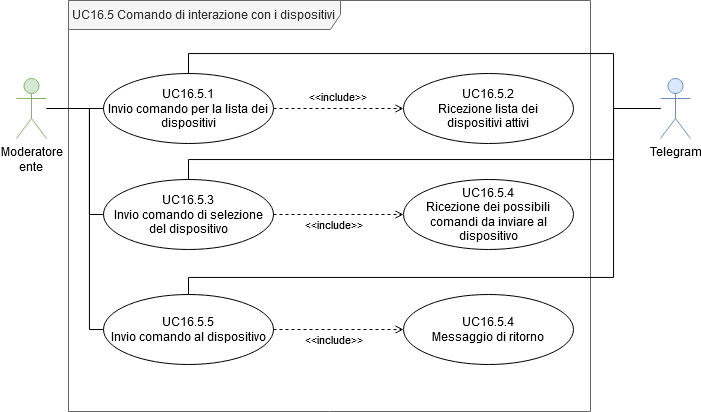 UC16.5 Comando di interazione con i dispositivi
UC16.5.1
Invio comando per la lista dei
dispositivi
<<include>>
UC16.5.2
Ricezione lista dei
dispositivi attivi
Moderatore
ente
Telegram
UC16.5.3
Invio comando di selezione
del dispositivo
<<include>>
UC16.5.4
Ricezione dei possibili
comandi da inviare al
dispositivo
UC16.5.5
Invio comando al dispositivo
<<include>>
UC16.5.4
Messaggio di ritorno